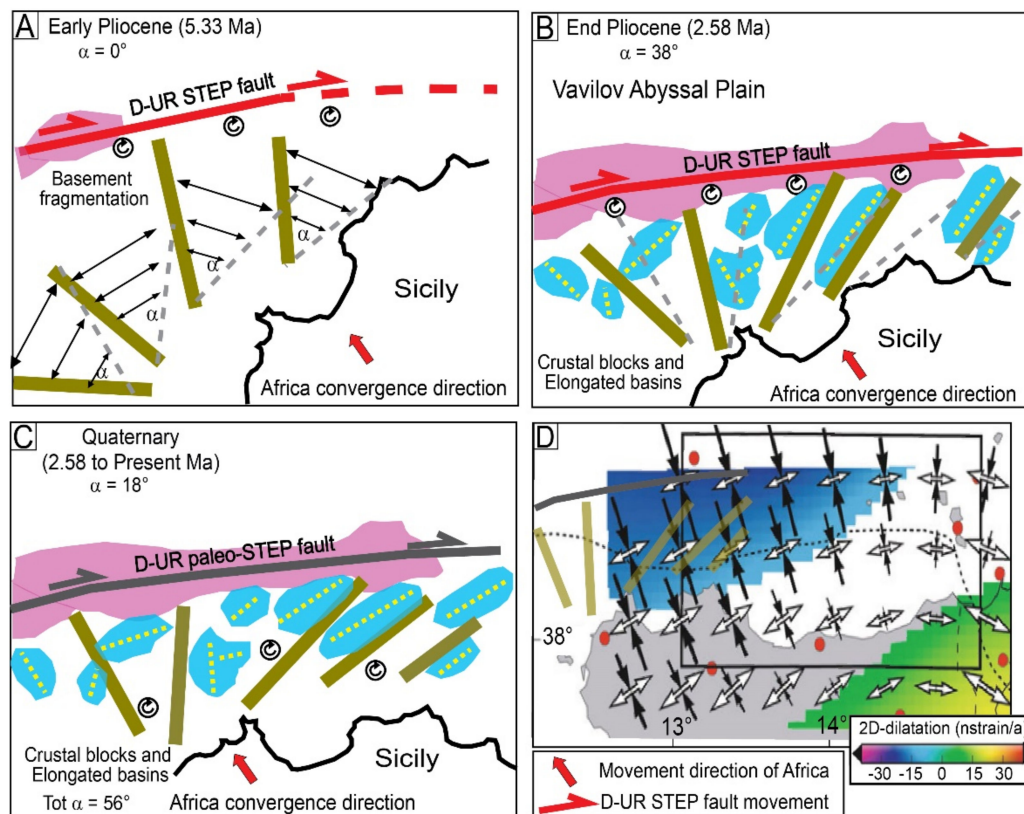 A
Early Pliocene (5.33 Ma)
α = 0°
D-UR STEP fault
Basement
fragmentation
α
α
α
α
Sicily
Africa convergence direction
B
End Pliocene (2.58 Ma)
α = 38°
Vavilov Abyssal Plain
D-UR STEP fault
Sicily
Crustal blocks and
Elongated basins
Africa convergence direction
C
Quaternary
(2.58 to Present Ma)
α = 18°
D-UR paleo-STEP fault
Crustal blocks and
Elongated basins
Tot α = 56°
Sicily
Africa convergence direction
D
38°
13°
14°
2D-dilatation (nstrain/a
-30 -15 0 15 30
Movement direction of Africa
D-UR STEP fault movement